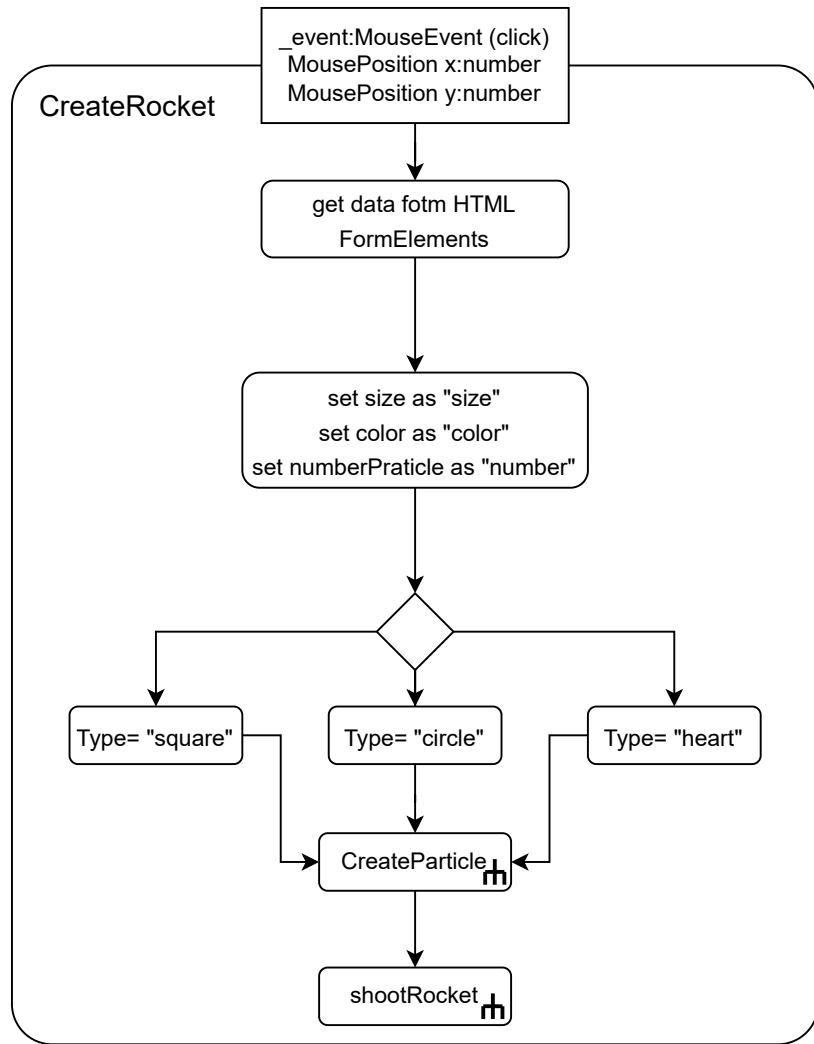 _event:MouseEvent (click)
MousePosition x:number
MousePosition y:number
CreateRocket
get data fotm HTML
FormElements
set size as "size"
set color as "color"
set numberPraticle as "number"
Type= "square"
Type= "circle"
Type= "heart"
CreateParticle
shootRocket